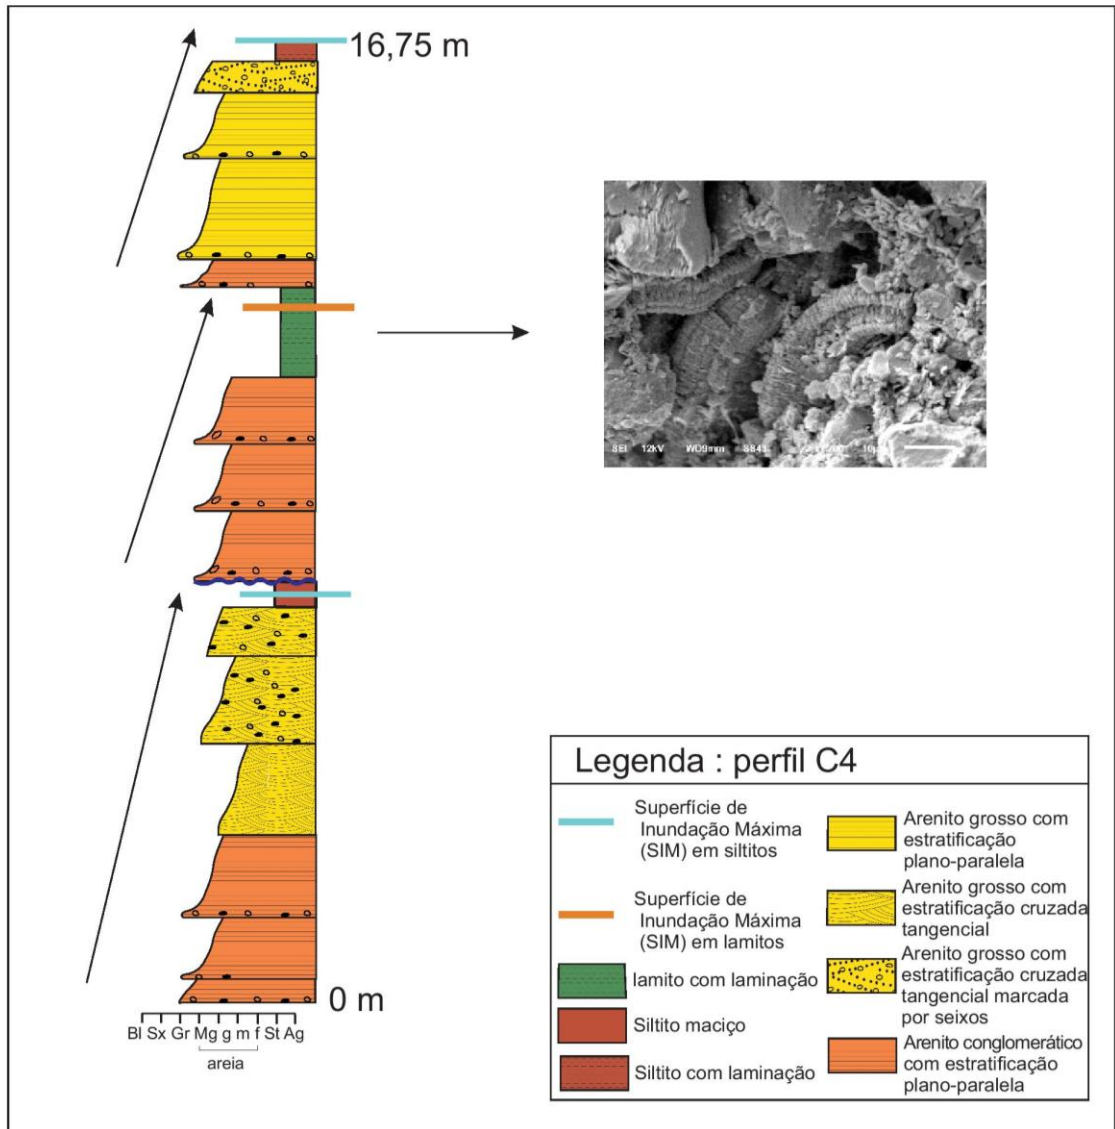 16,75 m
0 m
Bl Sx Gr Mg g m f St Ag
areia
SEI 12kV WD9mm
10µm
Legenda : perfil C4
Superfície de
Inundação Máxima
(SIM) em siltitos
Superfície de
Inundação Máxima
(SIM) em lamitos
lamito com laminação
Siltito maciço
Siltito com laminação
Arenito grosso com
estratificação
plano-paralela
Arenito grosso com
estratificação cruzada
tangencial
Arenito grosso com
estratificação cruzada
tangencial marcada
por seixos
Arenito conglomerático
com estratificação
plano-paralela